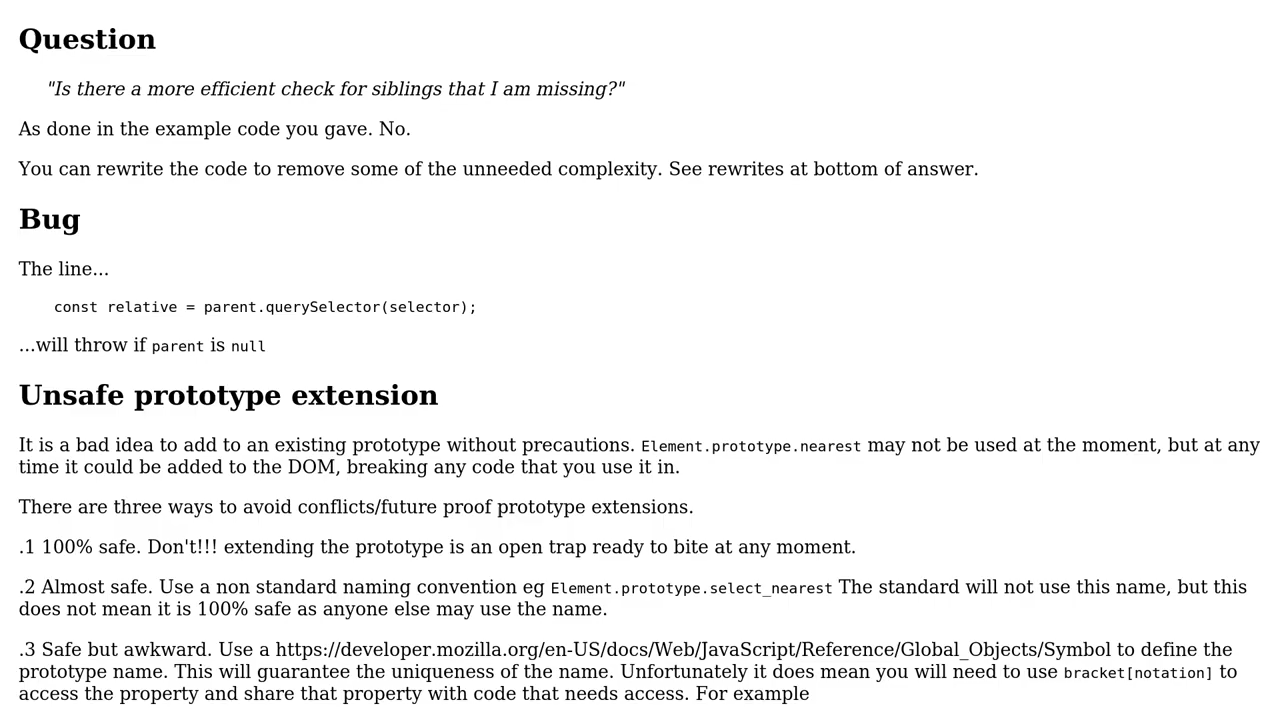 Question
"Is there a more efficient check for siblings that I am missing?"
As done in the example code you gave. No.
You can rewrite the code to remove some of the unneeded complexity. See rewrites at bottom of answer.
Bug
The line...
const relative = parent.querySelector(selector);
...will throw if parent is null
Unsafe prototype extension
It is a bad idea to add to an existing prototype without precautions. Element.prototype.nearest may not be used at the moment, but at any
time it could be added to the DOM, breaking any code that you use it in.
There are three ways to avoid conflicts/future proof prototype extensions.
.1 100% safe. Don't!!! extending the prototype is an open trap ready to bite at any moment.
.2 Almost safe. Use a non standard naming convention eg Element.prototype.select_nearest The standard will not use this name, but this
does not mean it is 100% safe as anyone else may use the name.
.3 Safe but awkward. Use a https://developer.mozilla.org/en-US/docs/Web/JavaScript/Reference/Global_Objects/Symbol to define the
prototype name. This will guarantee the uniqueness of the name. Unfortunately it does mean you will need to use bracket[notation] to
access the property and share that property with code that needs access. For example